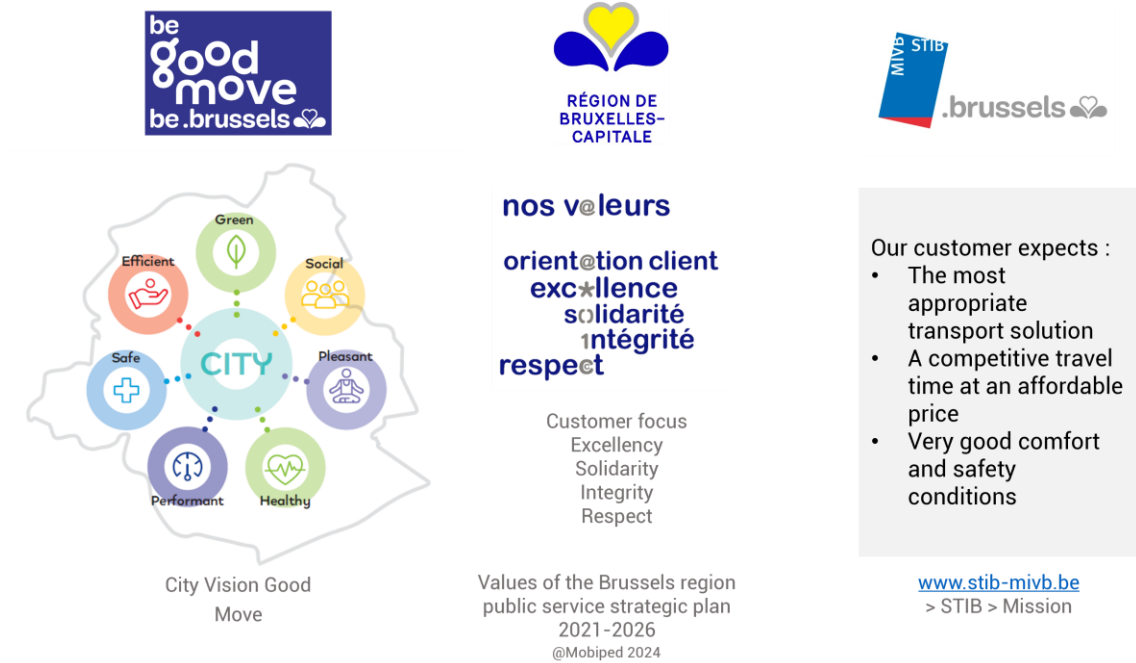 be
good
move
be.brussels
Green
Efficient
Social
CITY
Safe
Pleasant
Performant
Healthy
City Vision Good
Move
RÉGION DE
BRUXELLES-
CAPITALE
nos v@leurs
orient@tion client
exc*llence
s()lidarité
1ntégrité
respe©t
Customer focus
Excellency
Solidarity
Integrity
Respect
Values of the Brussels region
public service strategic plan
2021-2026
@Mobiped 2024
MIVB STIB
.brussels
Our customer expects :
• The most
appropriate
transport solution
• A competitive travel
time at an affordable
price
• Very good comfort
and safety
conditions
www.stib-mivb.be
> STIB > Mission